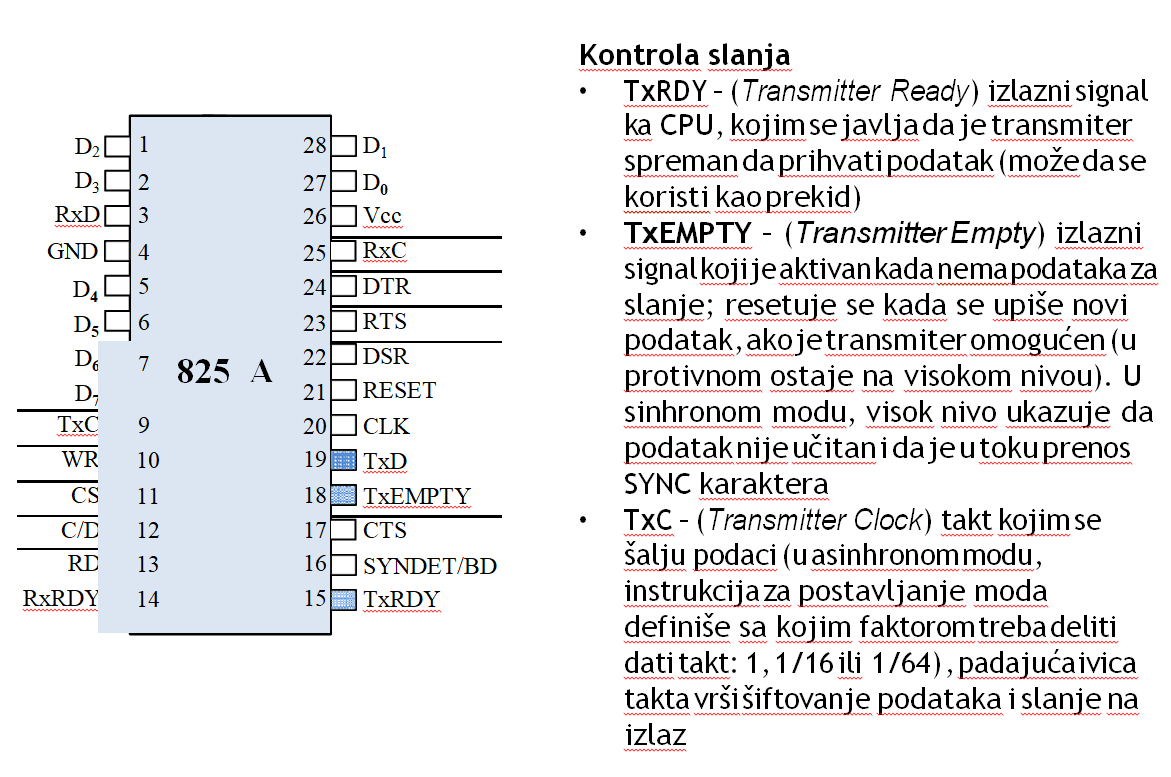 D2 1 28 D1
D3 2 27 D0
RxD 3 26 Vcc
GND 4 25 RxC
D4 5 24 DTR
D5 6 23 RTS
D6 7 22 DSR
825 A
D7 21 RESET
TxC 9 20 CLK
WR 10 19 TxD
CS 11 18 TxEMPTY
C/D 12 17 CTS
RD 13 16 SYNDET/BD
RxRDY 14 15 TxRDY
Kontrola slanja
• TxRDY - (Transmitter Ready) izlazni signal
ka CPU, kojim se javlja da je transmiter
spreman da prihvati podatak (može da se
koristi kao prekid)
• TxEMPTY - (Transmitter Empty) izlazni
signal koji je aktivan kada nema podataka za
slanje; resetuje se kada se upiše novi
podatak, ako je transmiter omogućen (u
protivnom ostaje na visokom nivou). U
sinhronom modu, visok nivo ukazuje da
podatak nije učitan i da je u toku prenos
SYNC karaktera
• TxC - (Transmitter Clock) takt kojim se
šalju podaci (u asinhronom modu,
instrukcija za postavljanje moda
definiše sa kojim faktorom treba deliti
dati takt: 1, 1/16 ili 1/64), padajuća ivica
takta vrši šiftovanje podataka i slanje na
izlaz